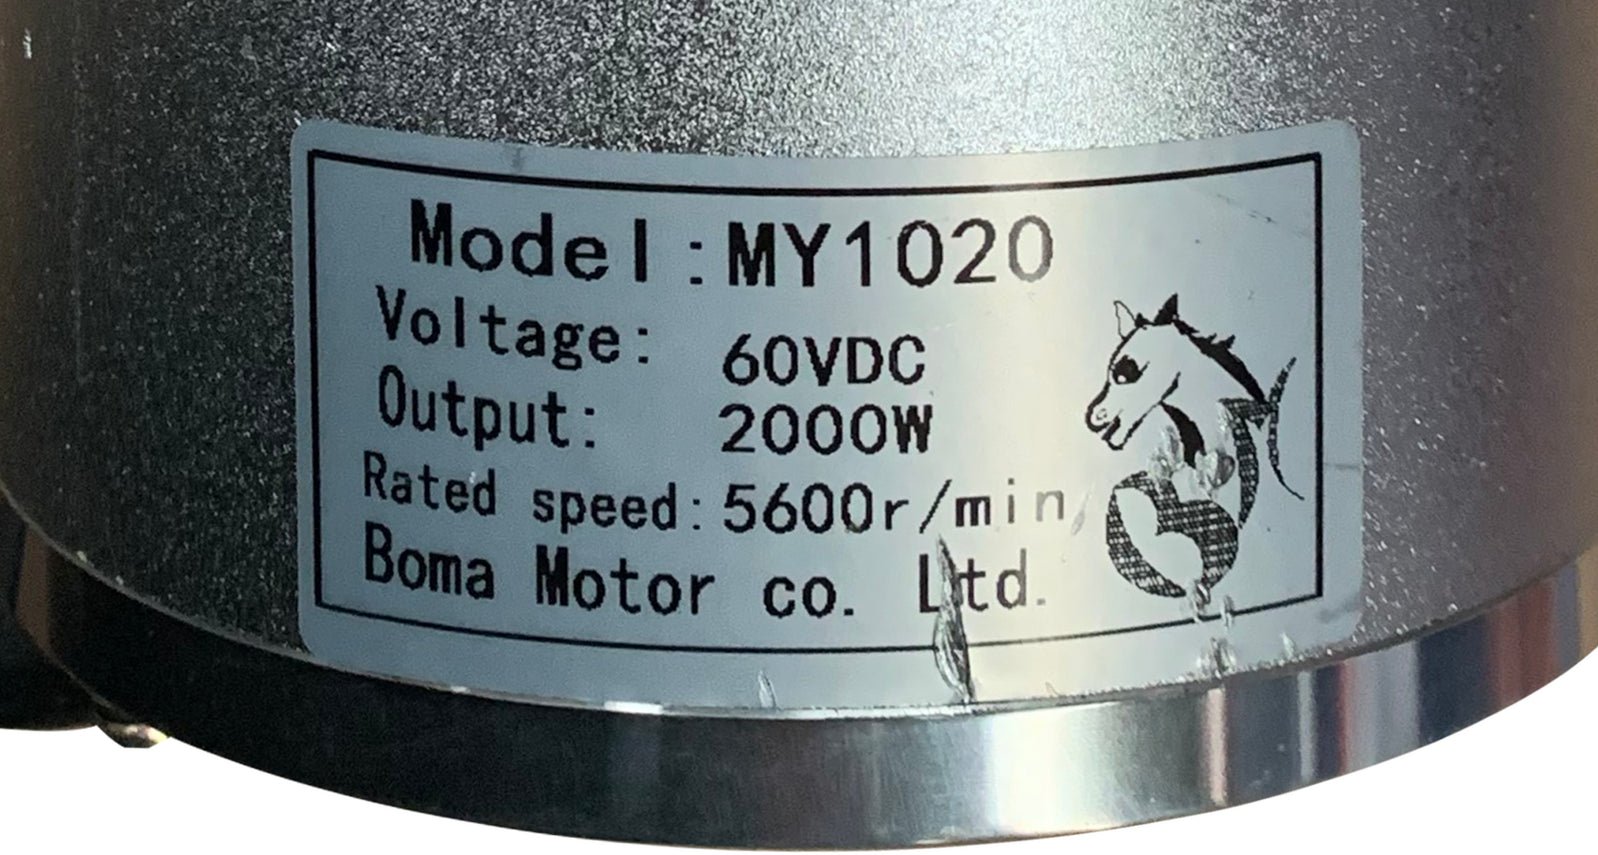 Model:MY1020
Voltage: 60VDC
Output: 2000W
Rated speed:5600r/min
Boma Motor co. Ltd.